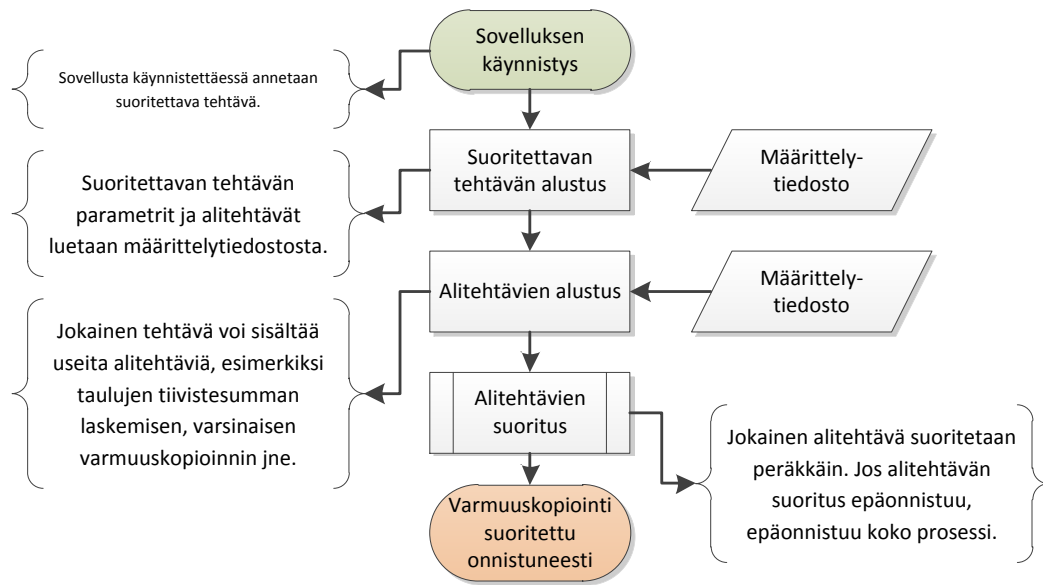 Sovelluksen
käynnistys
Sovellusta käynnistettäessä annetaan
suoritettava tehtävä.
Suoritettavan
tehtävän alustus
Määrittely-
tiedosto
Suoritettavan tehtävän
parametrit ja alitehtävät
luetaan määrittelytiedostosta.
Alitehtävien alustus
Määrittely-
tiedosto
Jokainen tehtävä voi sisältää
useita alitehtäviä, esimerkiksi
taulujen tiivistesumman
laskemisen, varsinaisen
varmuuskopioinnin jne.
Alitehtävien
suoritus
Jokainen alitehtävä suoritetaan
peräkkäin. Jos alitehtävän
suoritus epäonnistuu,
epäonnistuu koko prosessi.
Varmuuskopiointi
suoritettu
onnistuneesti